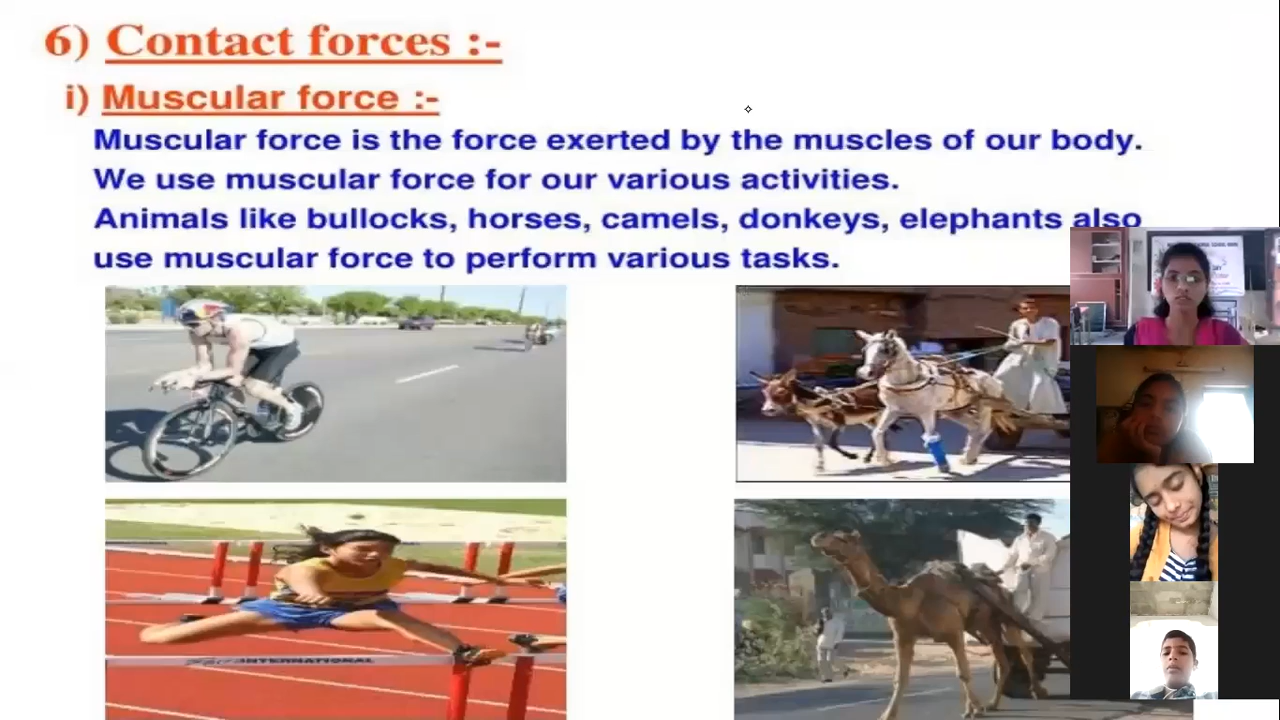 6) Contact forces :-
i) Muscular force :-
Muscular force is the force exerted by the muscles of our body.
We use muscular force for our various activities.
Animals like bullocks, horses, camels, donkeys, elephants also
use muscular force to perform various tasks.
INTERNATIONAL